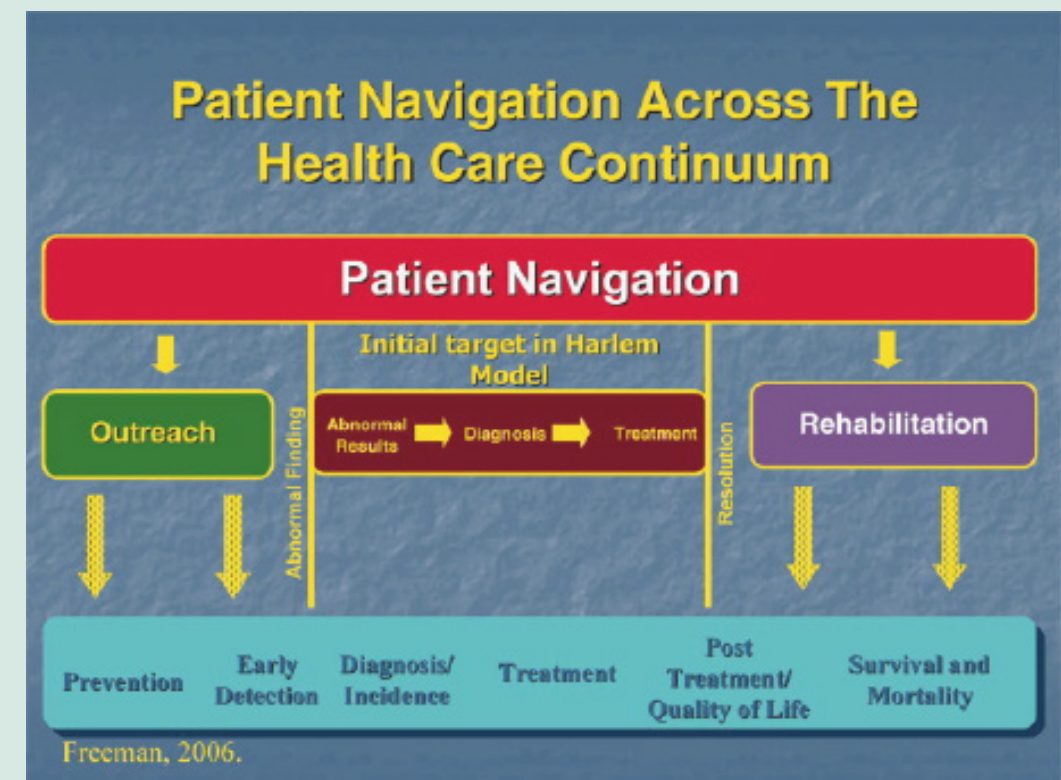 Patient Navigation Across The
Health Care Continuum
Patient Navigation
Initial target in Harlem
Model
Outreach
Abnormal Finding
Abnormal
Results
Diagnosis
Treatment
Resolution
Rehabilitation
Prevention
Early
Detection
Diagnosis/
Incidence
Treatment
Post
Treatment/
Quality of Life
Survival and
Mortality
Freeman, 2006.